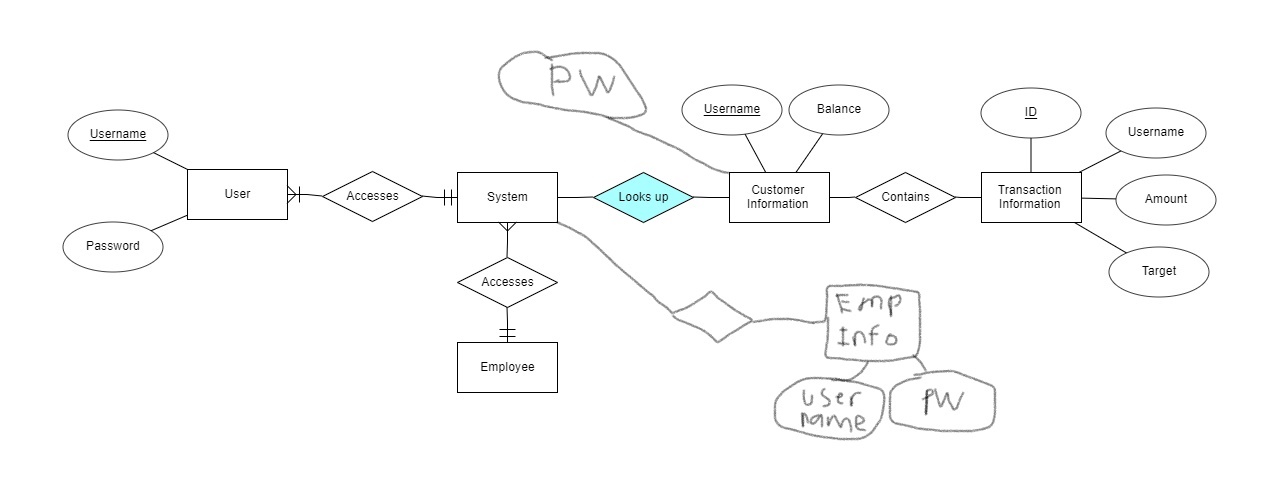 PW
Username
Balance
ID
Username
Username
User
Accesses
System
Looks up
Customer
Information
Contains
Transaction
Information
Amount
Password
Target
Accesses
Emp
Info
Employee
user
name
PW